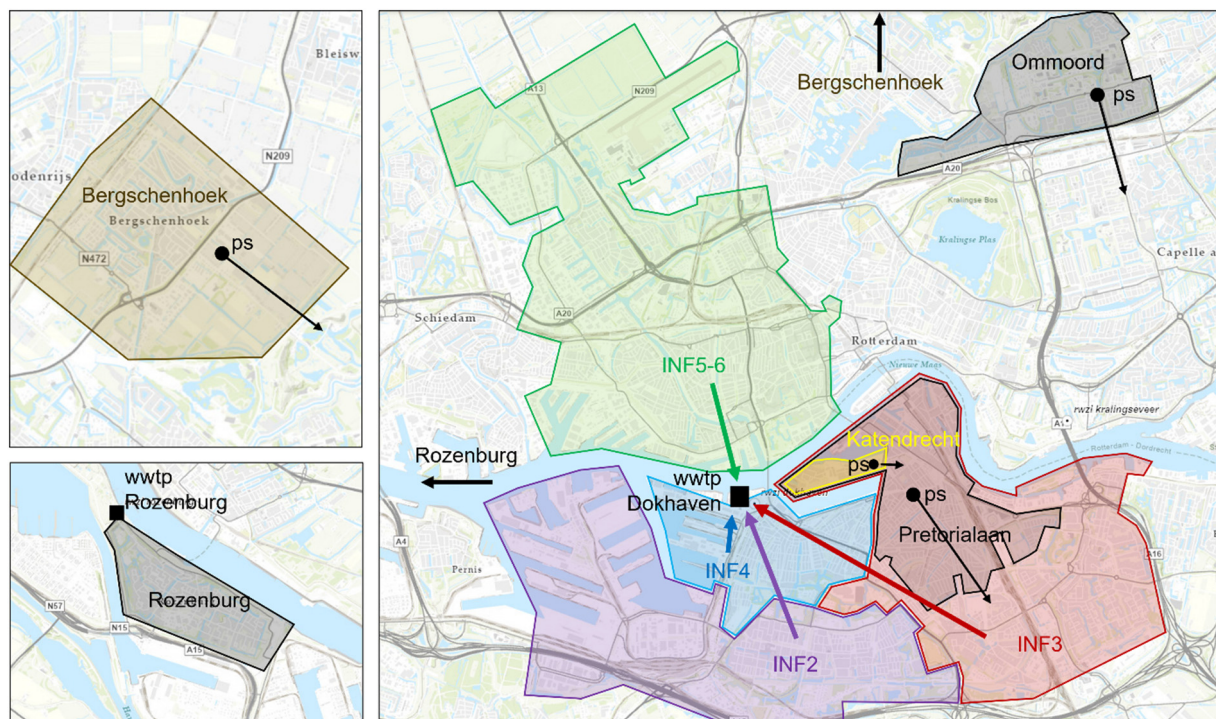 Bleisw
N209
odenrijs
Bergschenhoek
Bergschenhoek
ps
N472
wwtp
Rozenburg
Rozenburg
N57
N15
A15
Bergschenhoek
Ommoord
ps
A13
N209
A20
Kralingse Bos
Kralingse Plas
Capelle a
A20
Schiedam
Rotterdam
INF5-6
Nieuwe Maas
rwzi kralingseveer
Katendrecht
Rotterdam - Dordrecht
Rozenburg
ps
wwtp
Dokhaven
ps
Pretorialaan
A4
Pernis
INF4
A16
INF2
INF3